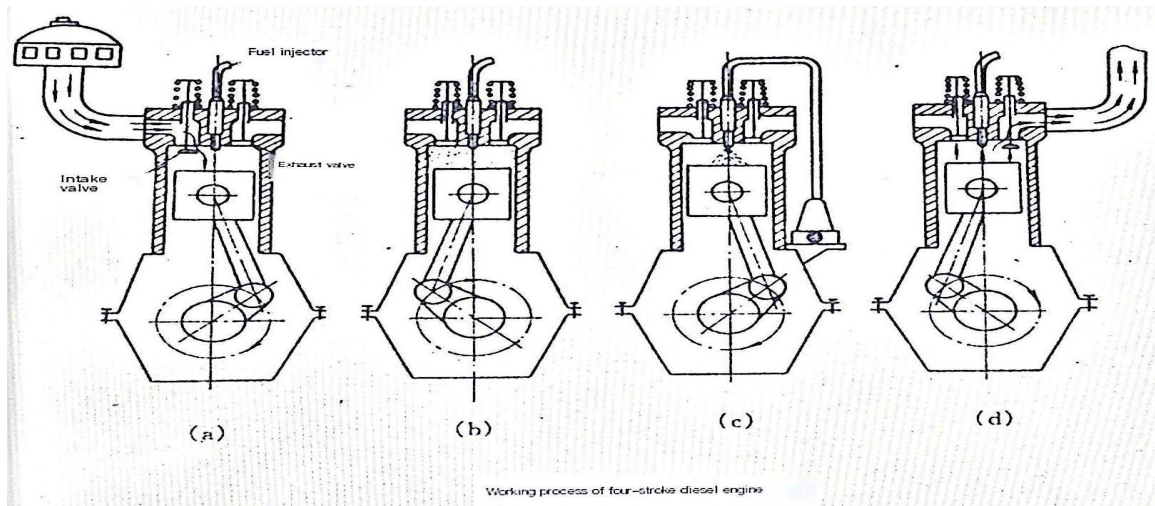 Fuel injector
Exhaust valve
Intake
valve
(a)
(b)
(c)
(d)
Working process of four-stroke diesel engine